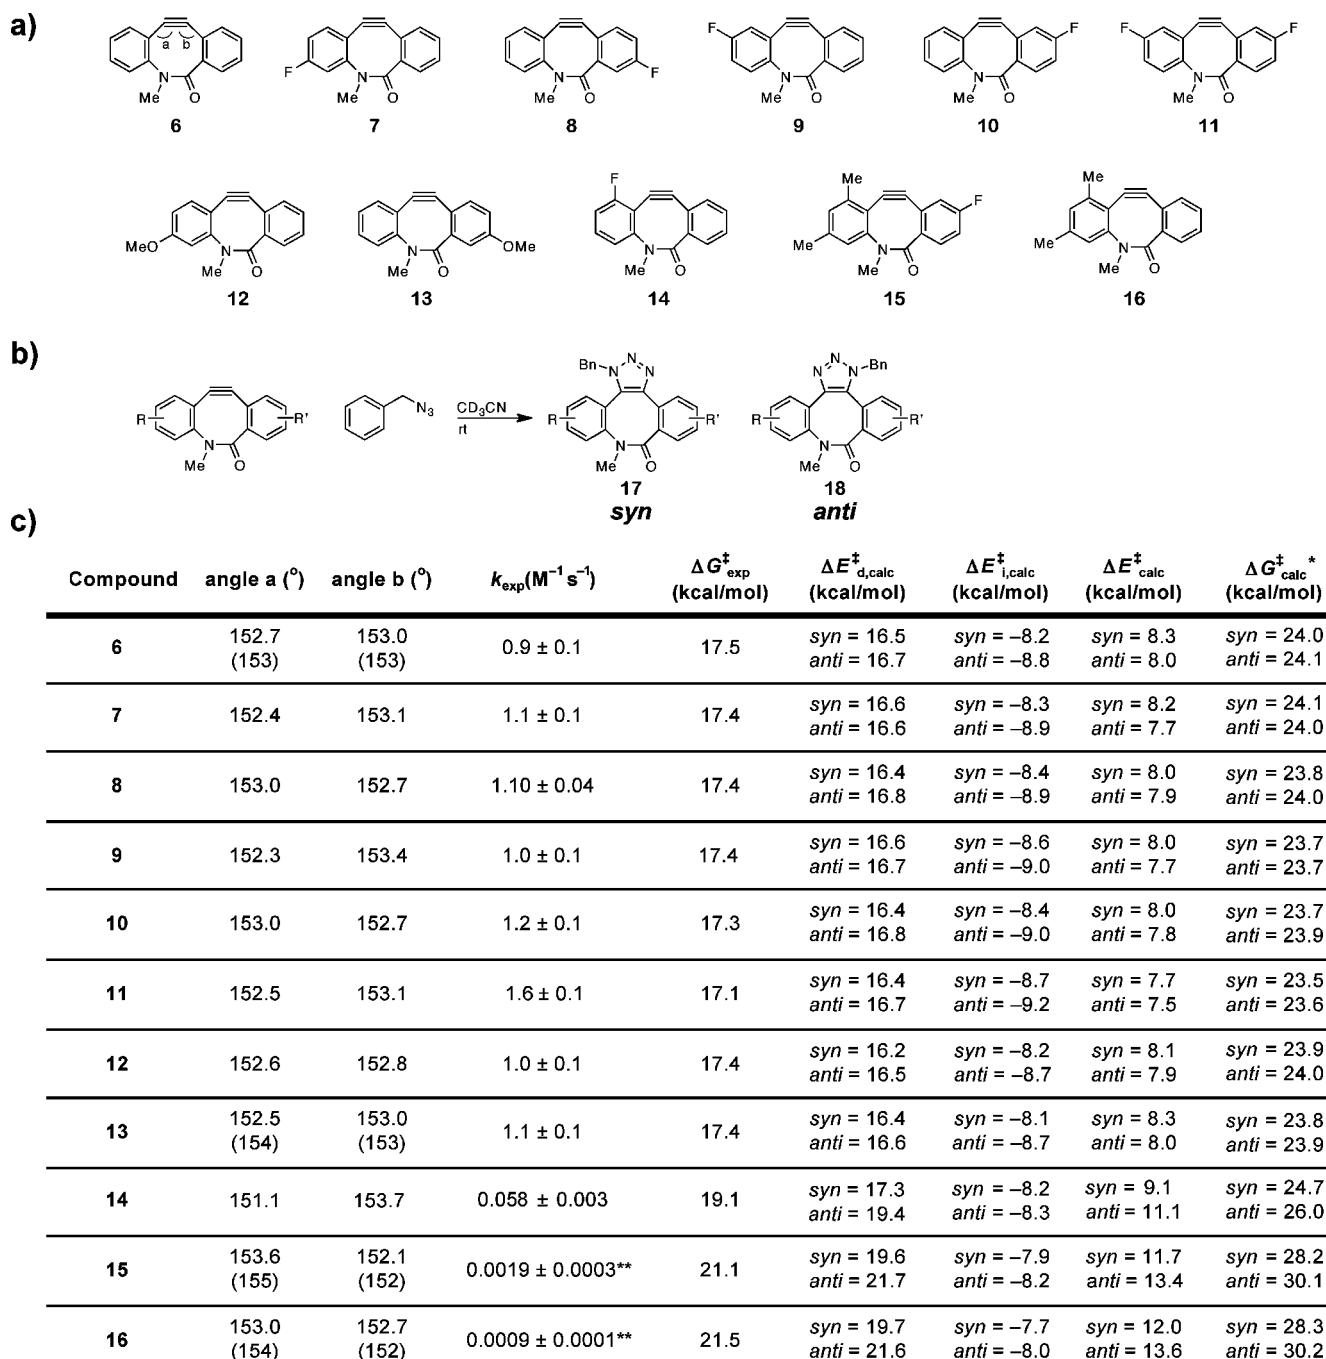 a)
a b
N
Me
O
6
F
N
Me
O
7
F
N
Me
O
8
F
N
Me
O
9
F
N
Me
O
10
F
F
N
Me
O
11
MeO
N
Me
O
12
OMe
N
Me
O
13
F
N
Me
O
14
Me
F
Me
N
Me
O
15
Me
Me
N
Me
O
16
b)
R
R'
N
Me
O
N₃
CD₃CN
rt
N
Bn
N
N
R
R'
N
Me
O
17
syn
N
N
N
Bn
R
R'
N
Me
O
18
anti
c)
Compound angle a (°) angle b (°) kexp(M⁻¹ s⁻¹) ΔG‡exp (kcal/mol) ΔE‡d,calc (kcal/mol) ΔE‡i,calc (kcal/mol) ΔE‡calc (kcal/mol) ΔG‡calc* (kcal/mol)
6 152.7 (153) 153.0 (153) 0.9 ± 0.1 17.5 syn = 16.5 syn = –8.2 syn = 8.3 syn = 24.0
anti = 16.7 anti = –8.8 anti = 8.0 anti = 24.1
7 152.4 153.1 1.1 ± 0.1 17.4 syn = 16.6 syn = –8.3 syn = 8.2 syn = 24.1
anti = 16.6 anti = –8.9 anti = 7.7 anti = 24.0
8 153.0 152.7 1.10 ± 0.04 17.4 syn = 16.4 syn = –8.4 syn = 8.0 syn = 23.8
anti = 16.8 anti = –8.9 anti = 7.9 anti = 24.0
9 152.3 153.4 1.0 ± 0.1 17.4 syn = 16.6 syn = –8.6 syn = 8.0 syn = 23.7
anti = 16.7 anti = –9.0 anti = 7.7 anti = 23.7
10 153.0 152.7 1.2 ± 0.1 17.3 syn = 16.4 syn = –8.4 syn = 8.0 syn = 23.7
anti = 16.8 anti = –9.0 anti = 7.8 anti = 23.9
11 152.5 153.1 1.6 ± 0.1 17.1 syn = 16.4 syn = –8.7 syn = 7.7 syn = 23.5
anti = 16.7 anti = –9.2 anti = 7.5 anti = 23.6
12 152.6 152.8 1.0 ± 0.1 17.4 syn = 16.2 syn = –8.2 syn = 8.1 syn = 23.9
anti = 16.5 anti = –8.7 anti = 7.9 anti = 24.0
13 152.5 (154) 153.0 (153) 1.1 ± 0.1 17.4 syn = 16.4 syn = –8.1 syn = 8.3 syn = 23.8
anti = 16.6 anti = –8.7 anti = 8.0 anti = 23.9
14 151.1 153.7 0.058 ± 0.003 19.1 syn = 17.3 syn = –8.2 syn = 9.1 syn = 24.7
anti = 19.4 anti = –8.3 anti = 11.1 anti = 26.0
15 153.6 (155) 152.1 (152) 0.0019 ± 0.0003** 21.1 syn = 19.6 syn = –7.9 syn = 11.7 syn = 28.2
anti = 21.7 anti = –8.2 anti = 13.4 anti = 30.1
16 153.0 (154) 152.7 (152) 0.0009 ± 0.0001** 21.5 syn = 19.7 syn = –7.7 syn = 12.0 syn = 28.3
anti = 21.6 anti = –8.0 anti = 13.6 anti = 30.2